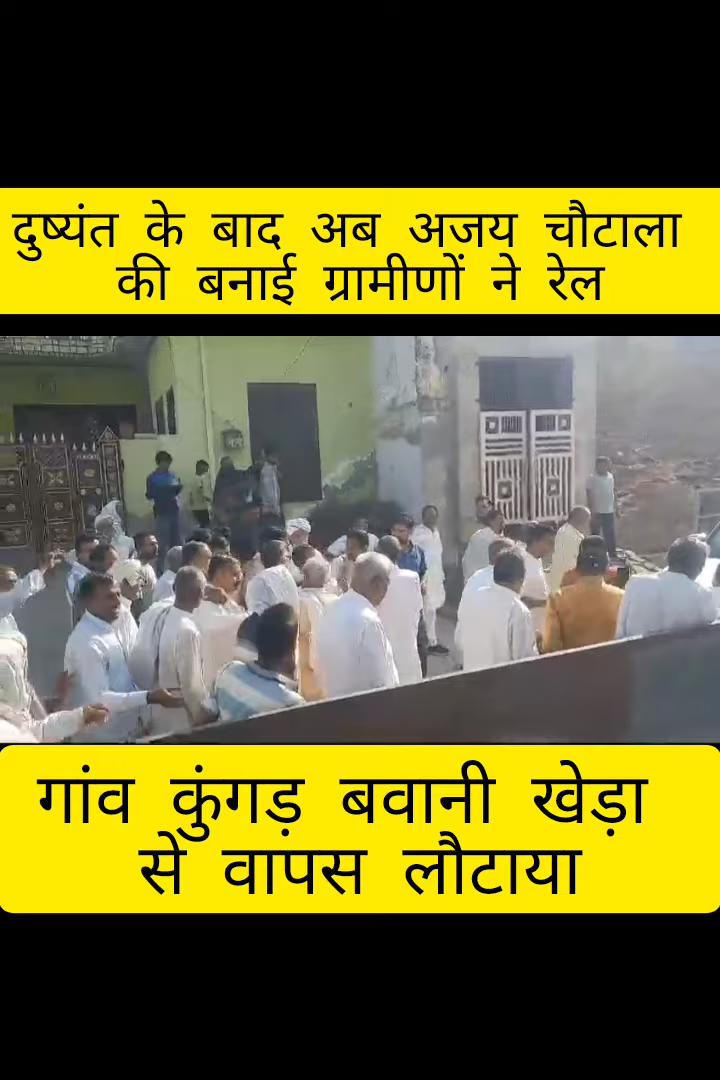 दुष्यंत के बाद अब अजय चौटाला
की बनाई ग्रामीणों ने रेल
गांव कुंगड़ बवानी खेड़ा
से वापस लौटाया